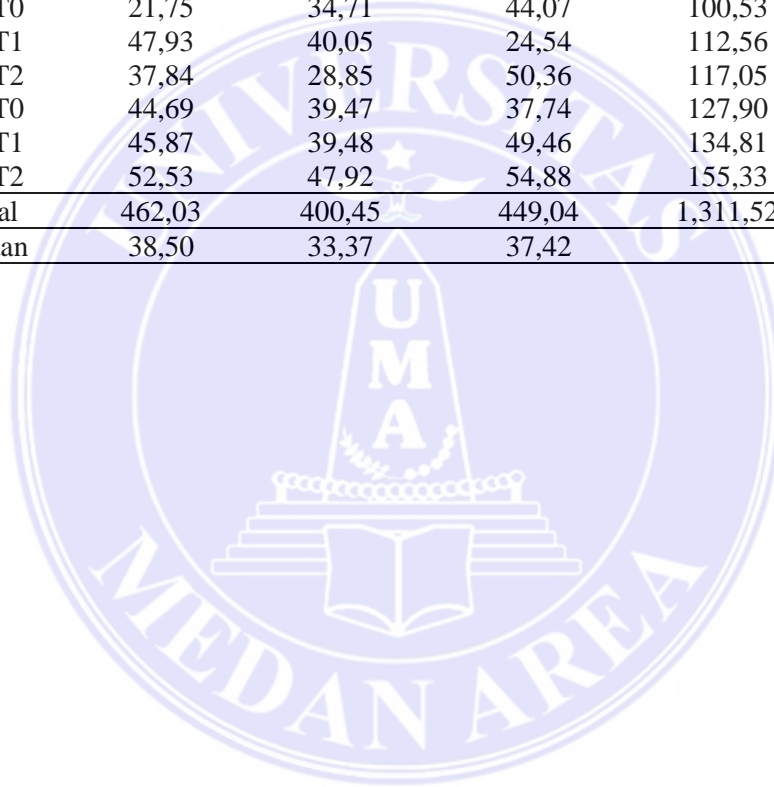 T0 21,75 34,71 44,07 100,53
T1 47,93 40,05 24,54 112,56
T2 37,84 28,85 50,36 117,05
T0 44,69 39,47 37,74 127,90
T1 45,87 39,48 49,46 134,81
T2 52,53 47,92 54,88 155,33
al 462,03 400,45 449,04 1,311,52
an 38,50 33,37 37,42
UNIVERSITAS
UMA
MEDAN AREA